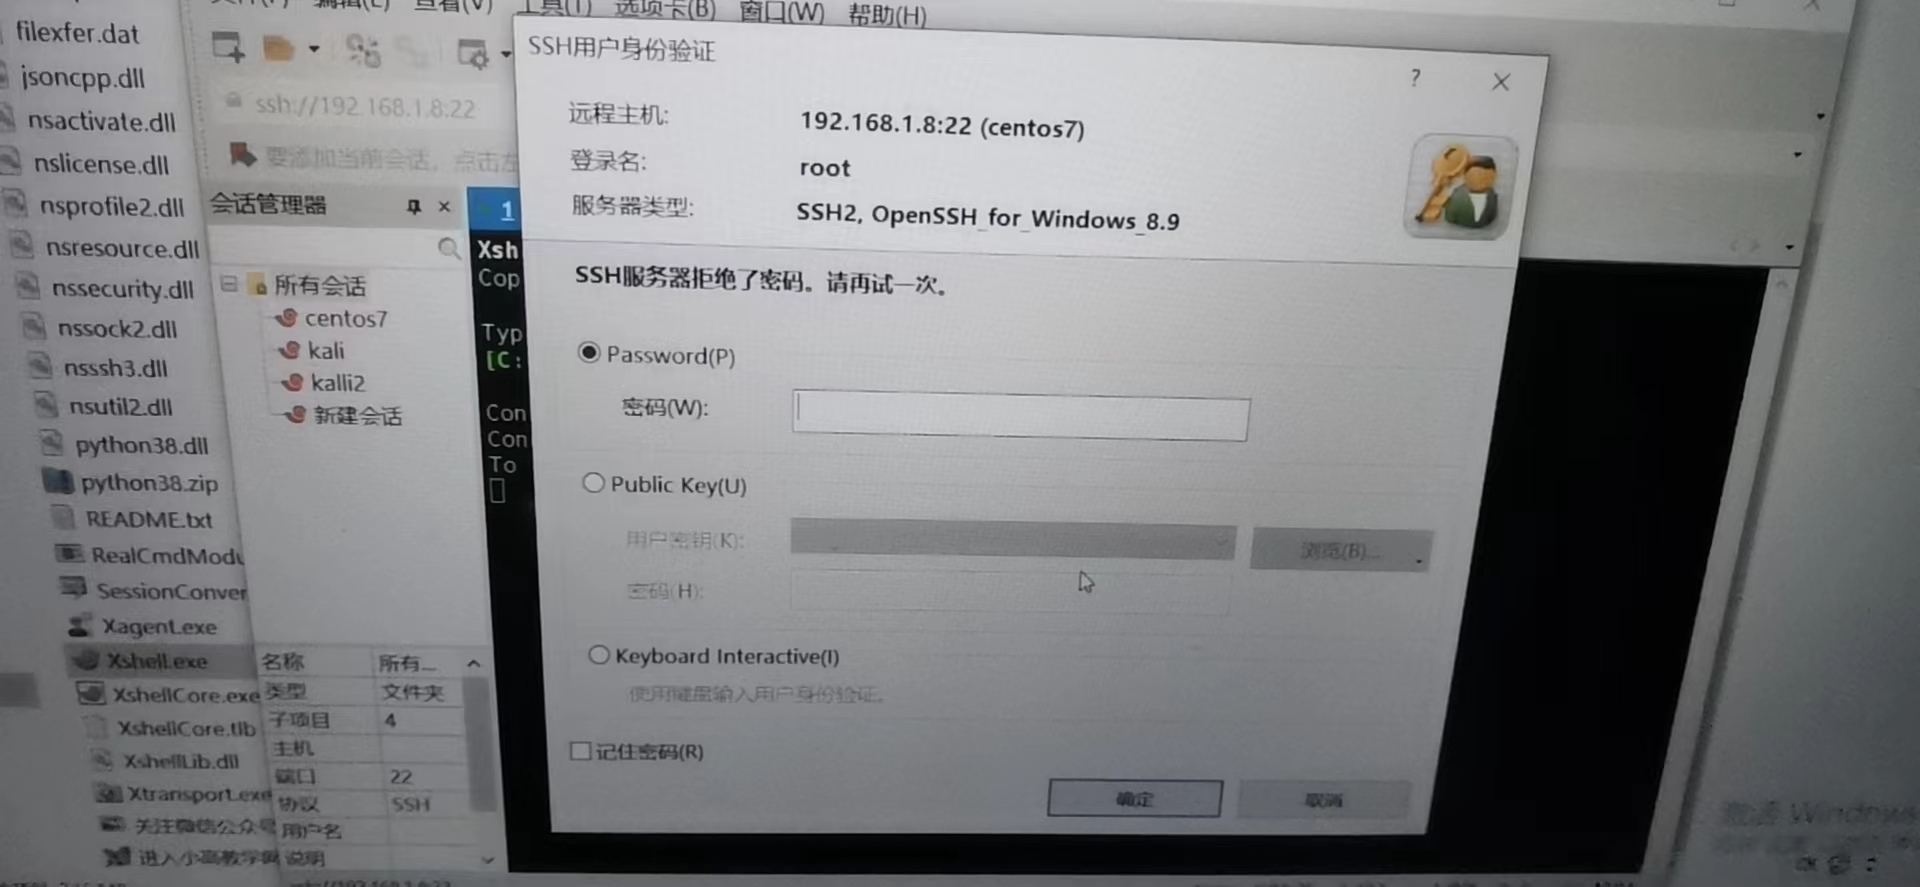 filexfer.dat
jsoncpp.dll
nsactivate.dll
nslicense.dll
nsprofile2.dll
nsresource.dll
nssecurity.dll
nssock2.dll
nsssh3.dll
nsutil2.dll
python38.dll
python38.zip
README.txt
RealCmdModu
SessionConver
Xagent.exe
Xshell.exe
XshellCore.exe
XshellCore.tlb
XshellLib.dll
Xtransport.exe
关注微信公众号
进入小高教学网
查看(V) 工具(T) 选项卡(B) 窗口(W) 帮助(H)
ssh://192.168.1.8:22
要添加当前会话，点击左
会话管理器
所有会话
centos7
kali
kalli2
新建会话
名称 所有...
类型 文件夹
子项目 4
主机
端口 22
协议 SSH
用户名
说明
1
Xsh
Cop
Typ
[C:
Con
Con
To
SSH用户身份验证
? ×
远程主机: 192.168.1.8:22 (centos7)
登录名: root
服务器类型: SSH2, OpenSSH_for_Windows_8.9
SSH服务器拒绝了密码。请再试一次。
Password(P)
密码(W):
Public Key(U)
用户密钥(K): 浏览(B)...
密码(H):
Keyboard Interactive(I)
使用键盘输入用户身份验证。
记住密码(R)
确定 取消
激活 Windows